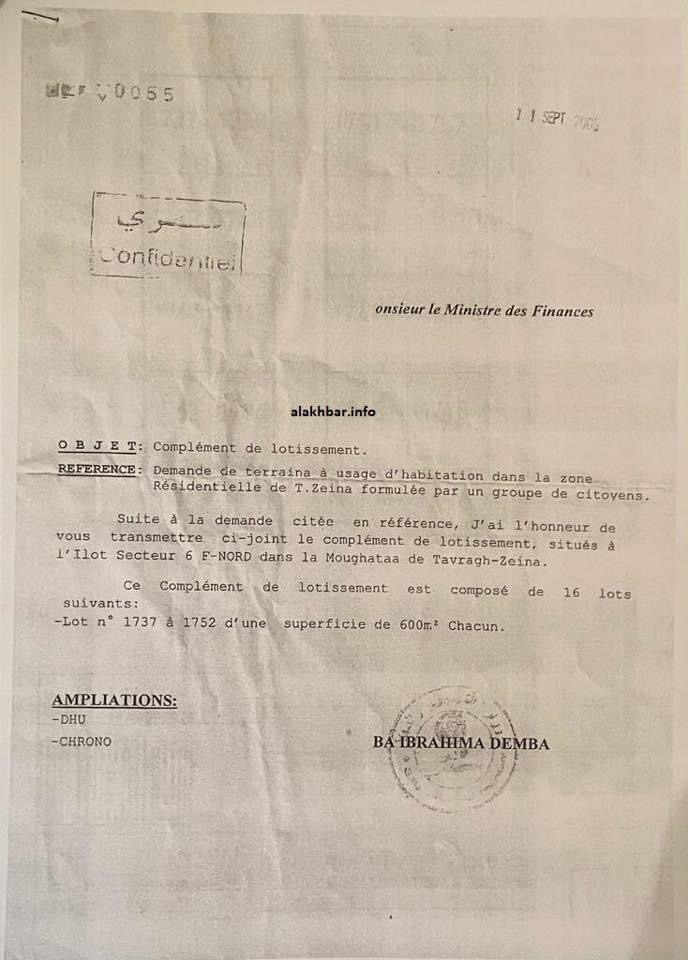 0055
11 SEPT 2005
سري
Confidentiel
onsieur le Ministre des Finances
alakhbar.info
OBJET: Complément de lotissement.
REFERENCE: Demande de terraina à usage d'habitation dans la zone
Résidentielle de T.Zeina formulée par un groupe de citoyens.
Suite à la demande citée en référence, J'ai l'honneur de
vous transmettre ci-joint le complément de lotissement, situés à
l'Ilot Secteur 6 F-NORD dans la Moughataa de Tavragh-Zeina.
Ce Complément de lotissement est composé de 16 lots
suivants:
-Lot n° 1737 à 1752 d'une superficie de 600m² Chacun.
AMPLIATIONS:
-DHU
-CHRONO
BA IBRAHIMA DEMBA